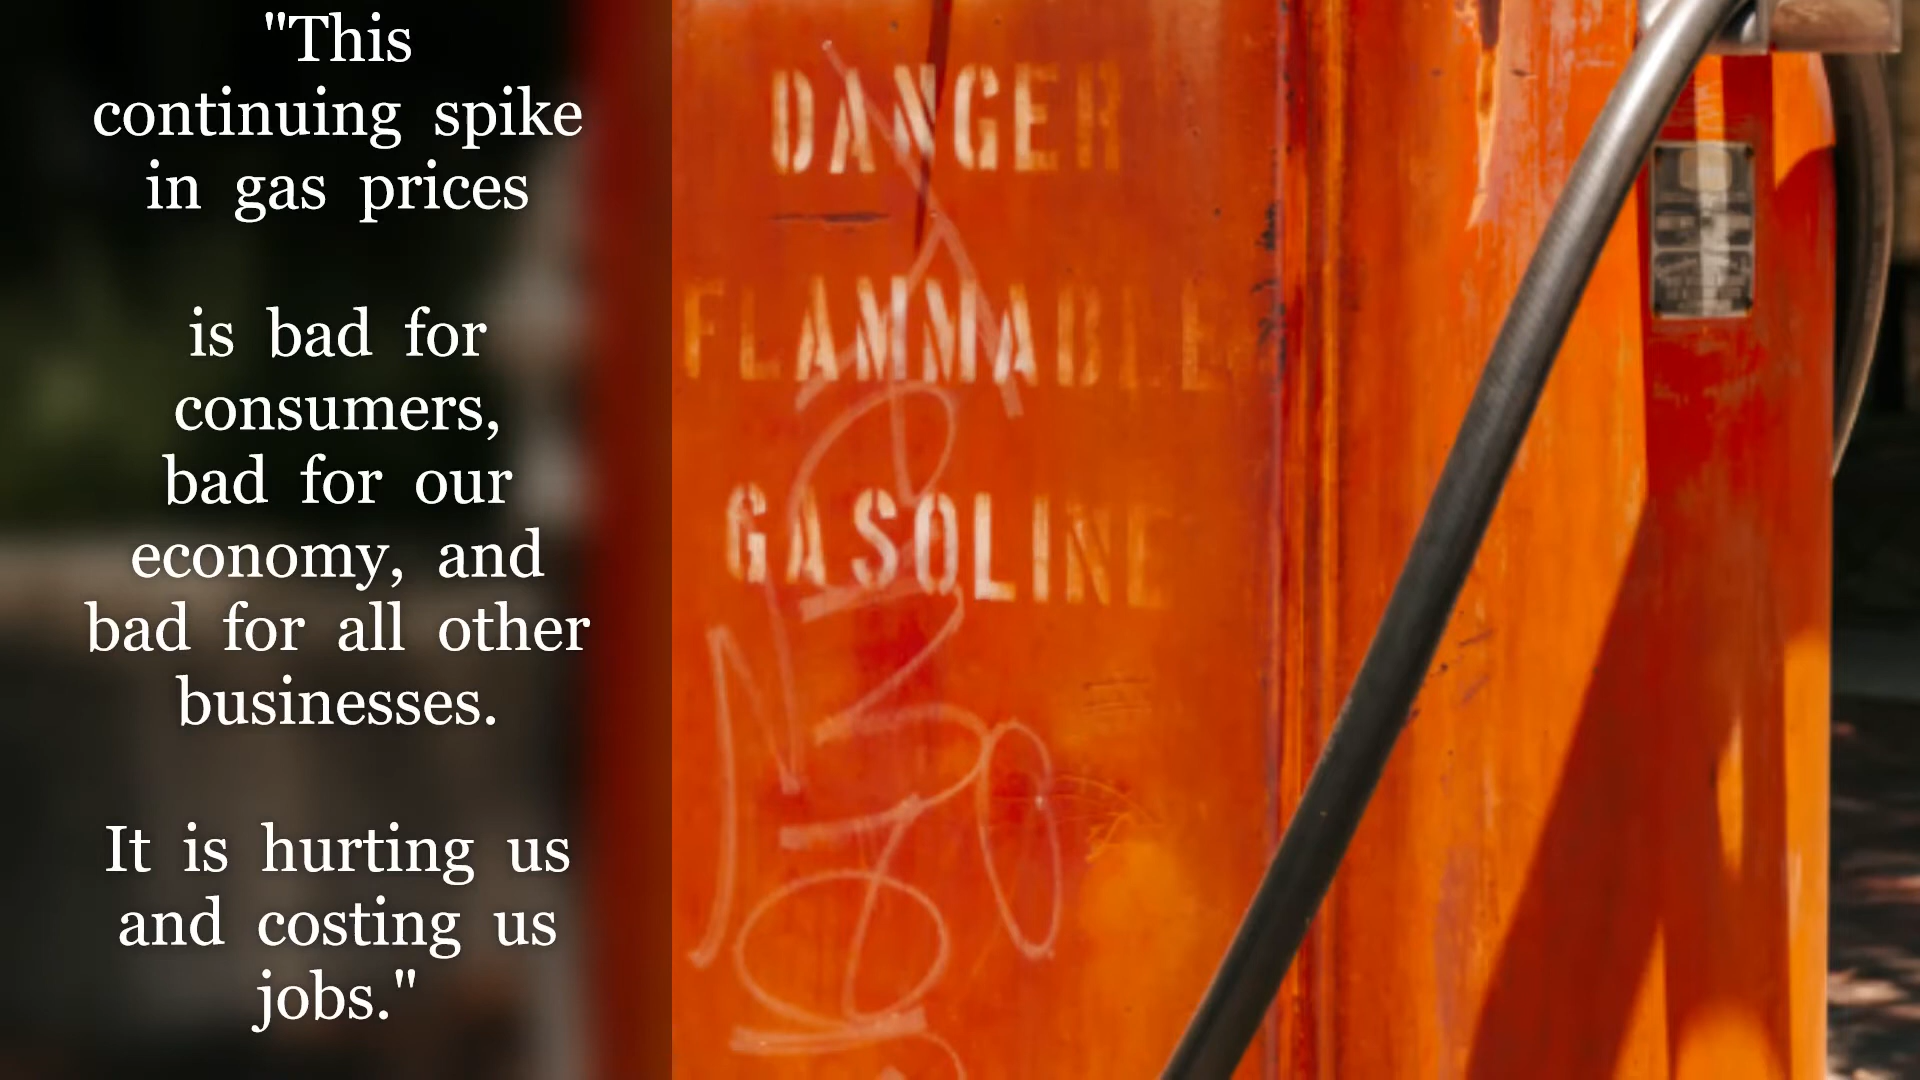 "This
continuing spike
in gas prices
is bad for
consumers,
bad for our
economy, and
bad for all other
businesses.
It is hurting us
and costing us
jobs."
DANGER
FLAMMABLE
GASOLINE